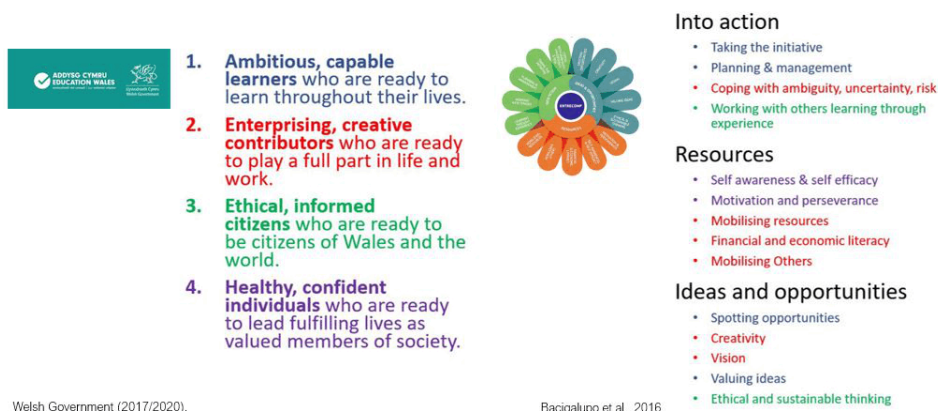 ADDYSG CYMRU
EDUCATION WALES
Llywodraeth Cymru
Welsh Government
1. Ambitious, capable
learners who are ready to
learn throughout their lives.
2. Enterprising, creative
contributors who are ready
to play a full part in life and
work.
3. Ethical, informed
citizens who are ready to
be citizens of Wales and the
world.
4. Healthy, confident
individuals who are ready
to lead fulfilling lives as
valued members of society.
Welsh Government (2017/2020).
ENTRECOMP
Into action
• Taking the initiative
• Planning & management
• Coping with ambiguity, uncertainty, risk
• Working with others learning through
experience
Resources
• Self awareness & self efficacy
• Motivation and perseverance
• Mobilising resources
• Financial and economic literacy
• Mobilising Others
Ideas and opportunities
• Spotting opportunities
• Creativity
• Vision
• Valuing ideas
• Ethical and sustainable thinking
Bacigalupo et al., 2016